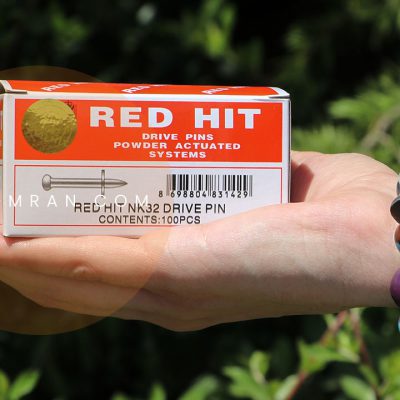 RED HIT
DRIVE PINS
POWDER ACTUATED
SYSTEMS
8 698804 831429
MRAN.COM
RED HIT NK32 DRIVE PIN
CONTENTS:100PCS